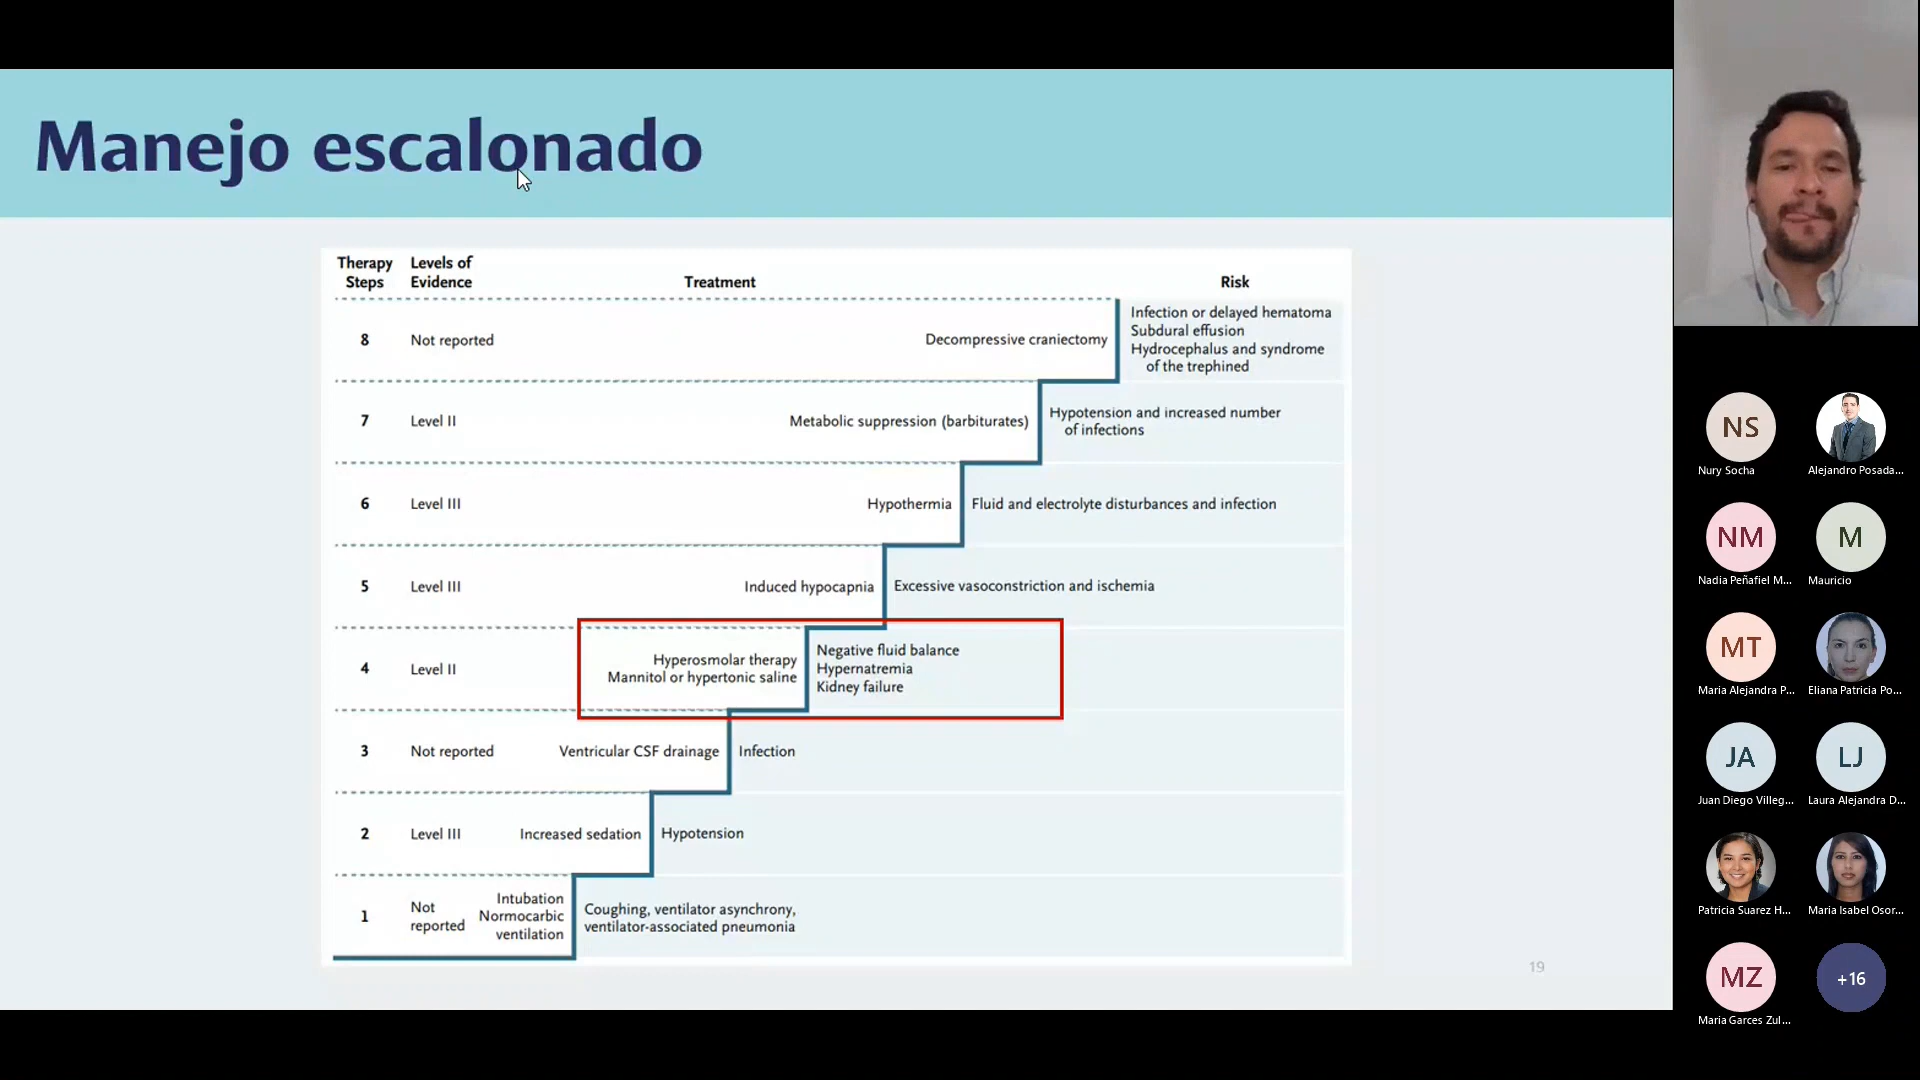 Manejo escalonado
Therapy Steps
Levels of Evidence
Treatment
Risk
8
Not reported
Decompressive craniectomy
Infection or delayed hematoma
Subdural effusion
Hydrocephalus and syndrome
of the trephined
7
Level II
Metabolic suppression (barbiturates)
Hypotension and increased number
of infections
6
Level III
Hypothermia
Fluid and electrolyte disturbances and infection
5
Level III
Induced hypocapnia
Excessive vasoconstriction and ischemia
4
Level II
Hyperosmolar therapy
Mannitol or hypertonic saline
Negative fluid balance
Hypernatremia
Kidney failure
3
Not reported
Ventricular CSF drainage
Infection
2
Level III
Increased sedation
Hypotension
1
Not
reported
Intubation
Normocarbic
ventilation
Coughing, ventilator asynchrony,
ventilator-associated pneumonia
19
NS
Nury Socha
Alejandro Posada...
NM
Nadia Peñafiel M...
M
Mauricio
MT
Maria Alejandra P...
Eliana Patricia Po...
JA
Juan Diego Villeg...
LJ
Laura Alejandra D...
Patricia Suarez H...
Maria Isabel Osor...
MZ
Maria Garces Zul...
+16